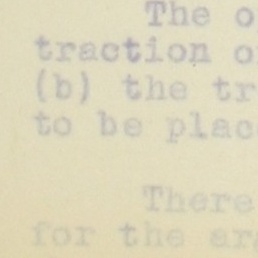 The o
traction o
(b) the tr
to be plac
There
for the ar